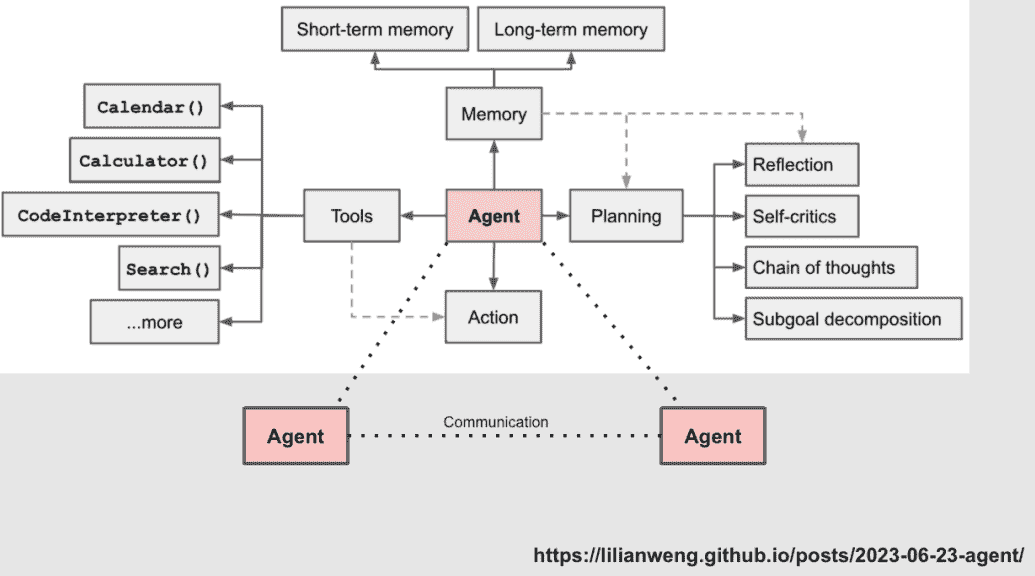 Short-term memory
Long-term memory
Calendar()
Memory
Calculator()
Reflection
CodeInterpreter()
Tools
Agent
Planning
Self-critics
Search()
Chain of thoughts
...more
Action
Subgoal decomposition
Agent
Communication
Agent
https://lilianweng.github.io/posts/2023-06-23-agent/